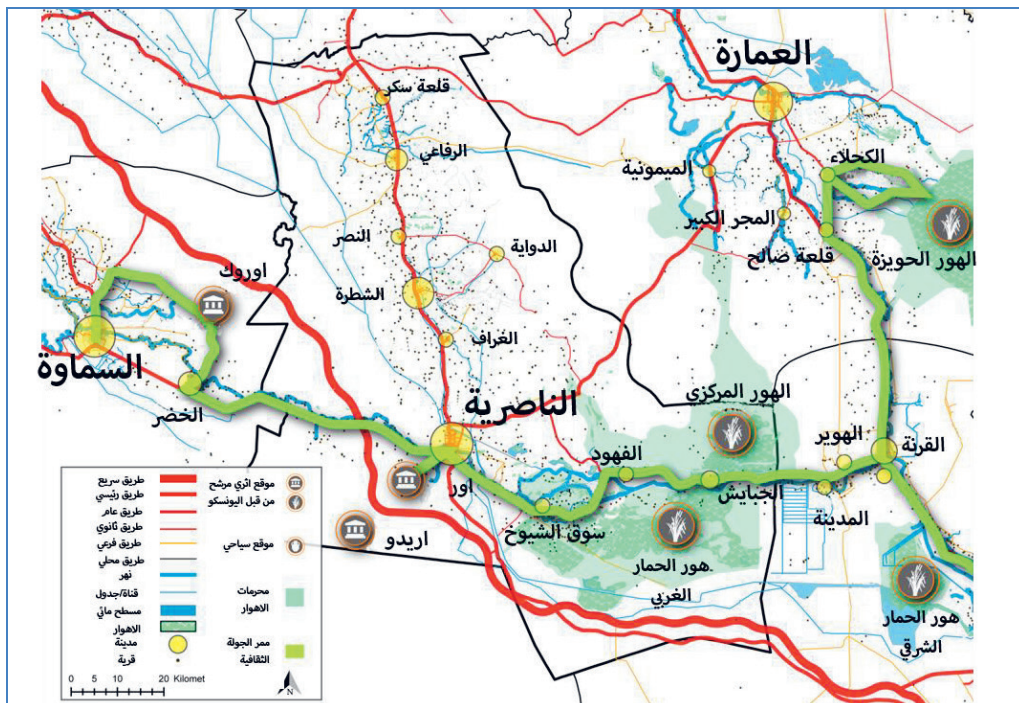 العمارة
قلعة سكر
الرفاعي
الكحلاء
الميمونية
المجر الكبير
النصر
الدواية
قلعة صالح
الهور الحويزة
اوروك
الشطرة
الغراف
السماوة
الخضر
الناصرية
الهور المركزي
الهوير
القرنة
الفهود
الجبايش
المدينة
اور
سوق الشيوخ
اريدو
هور الحمار
الغربي
هور الحمار
الشرقي
طريق سريع
طريق رئيسي
طريق عام
طريق ثانوي
طريق فرعي
طريق محلي
نهر
قناة/جدول
مسطح مائي
الاهوار
مدينة
قرية
موقع اثري مرشح
من قبل اليونسكو
موقع سياحي
محرمات
الاهوار
ممر الجولة
الثقافية
0 5 10 20 Kilomet
N